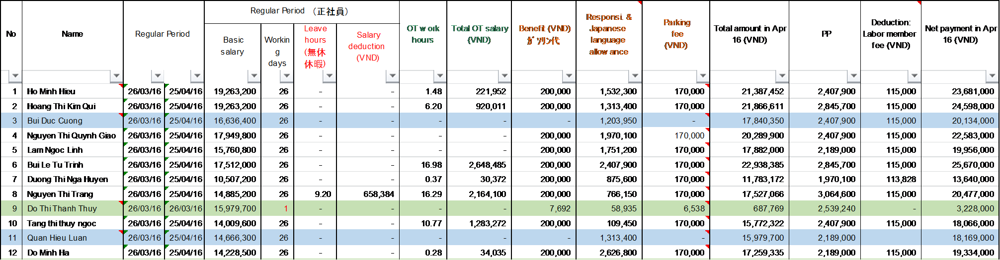 No Name Regular Period Regular Period （正社員） OT work hours Total OT salary (VND) Benefit (VND) ｶﾞｿﾘﾝ代 Responsi. & Japanese language allowance Parking fee (VND) Total amount in Apr 16 (VND) PP Deduction: Labor member fee (VND) Net payment in Apr 16 (VND)
Basic salary Working days Leave hours (無休休暇) Salary deduction (VND)
1 Ho Minh Hieu 26/03/16 25/04/16 19,263,200 26 - - 1.48 221,952 200,000 1,532,300 170,000 21,387,452 2,407,900 115,000 23,681,000
2 Hoang Thi Kim Qui 26/03/16 25/04/16 19,263,200 26 - - 6.20 920,011 200,000 1,313,400 170,000 21,866,611 2,845,700 115,000 24,598,000
3 Bui Duc Cuong 26/03/16 25/04/16 16,636,400 26 - - - - - 1,203,950 - 17,840,350 2,407,900 115,000 20,134,000
4 Nguyen Thi Quynh Giao 26/03/16 25/04/16 17,949,800 26 - - - - 200,000 1,970,100 170,000 20,289,900 2,407,900 115,000 22,583,000
5 Lam Ngoc Linh 26/03/16 25/04/16 15,760,800 26 - - - - 200,000 1,751,200 170,000 17,882,000 2,189,000 115,000 19,956,000
6 Bui Le Tu Trinh 26/03/16 25/04/16 17,512,000 26 - - 16.98 2,648,485 200,000 2,407,900 170,000 22,938,385 2,845,700 115,000 25,670,000
7 Duong Thi Nga Huyen 26/03/16 25/04/16 10,507,200 26 - - 0.37 30,372 200,000 875,600 170,000 11,783,172 1,970,100 113,828 13,640,000
8 Nguyen Thi Trang 26/03/16 25/04/16 14,885,200 26 9.20 658,384 16.29 2,164,100 200,000 766,150 170,000 17,527,066 3,064,600 115,000 20,477,000
9 Do Thi Thanh Thuy 26/03/16 26/03/16 15,979,700 1 - - - - 7,692 58,935 6,538 687,769 2,539,240 - 3,228,000
10 Tang thi thuy ngoc 26/03/16 25/04/16 14,009,600 26 - - 10.77 1,283,272 200,000 109,450 170,000 15,772,322 2,407,900 115,000 18,066,000
11 Quan Hieu Luan 26/03/16 25/04/16 14,666,300 26 - - - - - 1,313,400 - 15,979,700 2,189,000 18,169,000
12 Do Minh Ha 26/03/16 25/04/16 14,228,500 26 - - 0.28 34,035 200,000 2,626,800 170,000 17,259,335 2,189,000 115,000 19,334,000